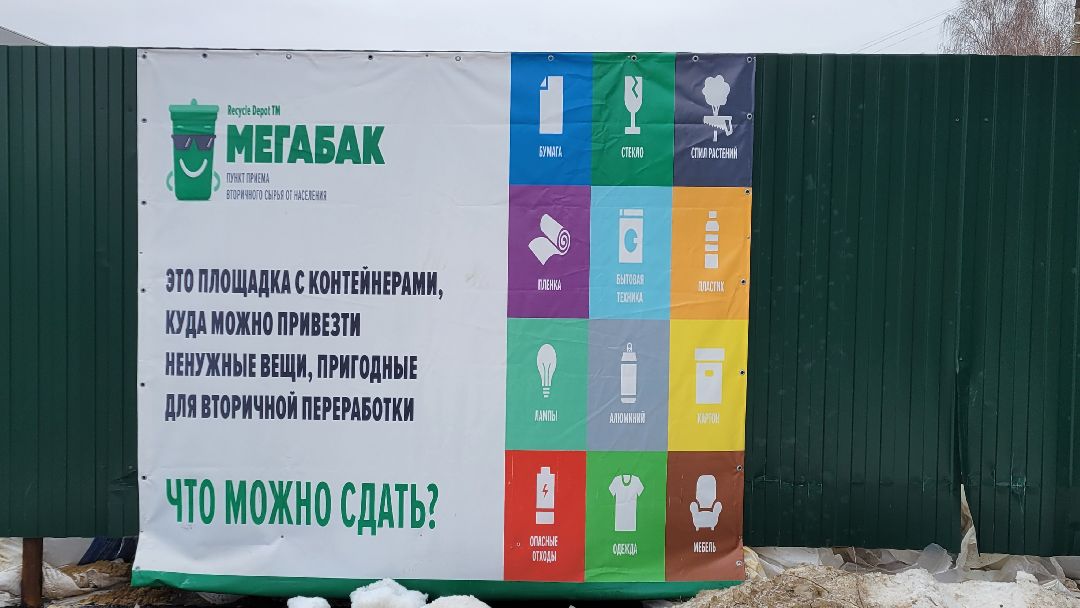 Recycle Depot TM
МЕГАБАК
ПУНКТ ПРИЕМА
ВТОРИЧНОГО СЫРЬЯ ОТ НАСЕЛЕНИЯ
ЭТО ПЛОЩАДКА С КОНТЕЙНЕРАМИ,
КУДА МОЖНО ПРИВЕЗТИ
НЕНУЖНЫЕ ВЕЩИ, ПРИГОДНЫЕ
ДЛЯ ВТОРИЧНОЙ ПЕРЕРАБОТКИ
ЧТО МОЖНО СДАТЬ?
БУМАГА
СТЕКЛО
СПИЛ РАСТЕНИЙ
ПЛЕНКА
БЫТОВАЯ
ТЕХНИКА
ПЛАСТИК
ЛАМПЫ
АЛЮМИНИЙ
КАРТОН
ОПАСНЫЕ
ОТХОДЫ
ОДЕЖДА
МЕБЕЛЬ